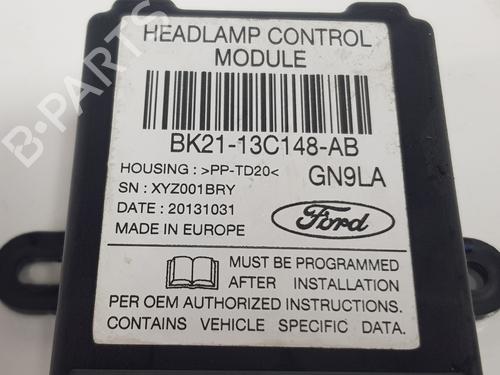 HEADLAMP CONTROL
MODULE
BK21-13C148-AB
HOUSING : >PP-TD20<
GN9LA
SN : XYZ001BRY
DATE : 20131031
Ford
MADE IN EUROPE
MUST BE PROGRAMMED
AFTER INSTALLATION
PER OEM AUTHORIZED INSTRUCTIONS.
CONTAINS VEHICLE SPECIFIC DATA.
B-PARTS